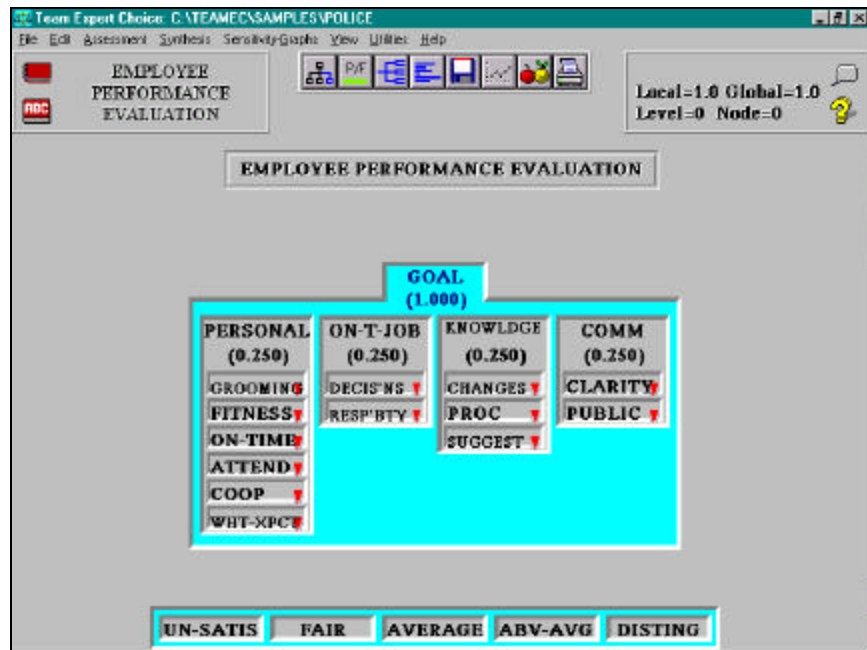 Team Expert Choice: C:\TEAMEC\SAMPLES\POLICE
File Edit Assessment Synthesis Sensitivity-Graphs View Utilities Help
EMPLOYEE
PERFORMANCE
EVALUATION
ABC
P/F
Local=1.0 Global=1.0
Level=0 Node=0
EMPLOYEE PERFORMANCE EVALUATION
GOAL
(1.000)
PERSONAL
(0.250)
GROOMING
FITNESS
ON-TIME
ATTEND
COOP
WHT-XPCT
ON-T-JOB
(0.250)
DECIS'NS
RESP'BTY
KNOWLDGE
(0.250)
CHANGES
PROC
SUGGEST
COMM
(0.250)
CLARITY
PUBLIC
UN-SATIS FAIR AVERAGE ABV-AVG DISTING